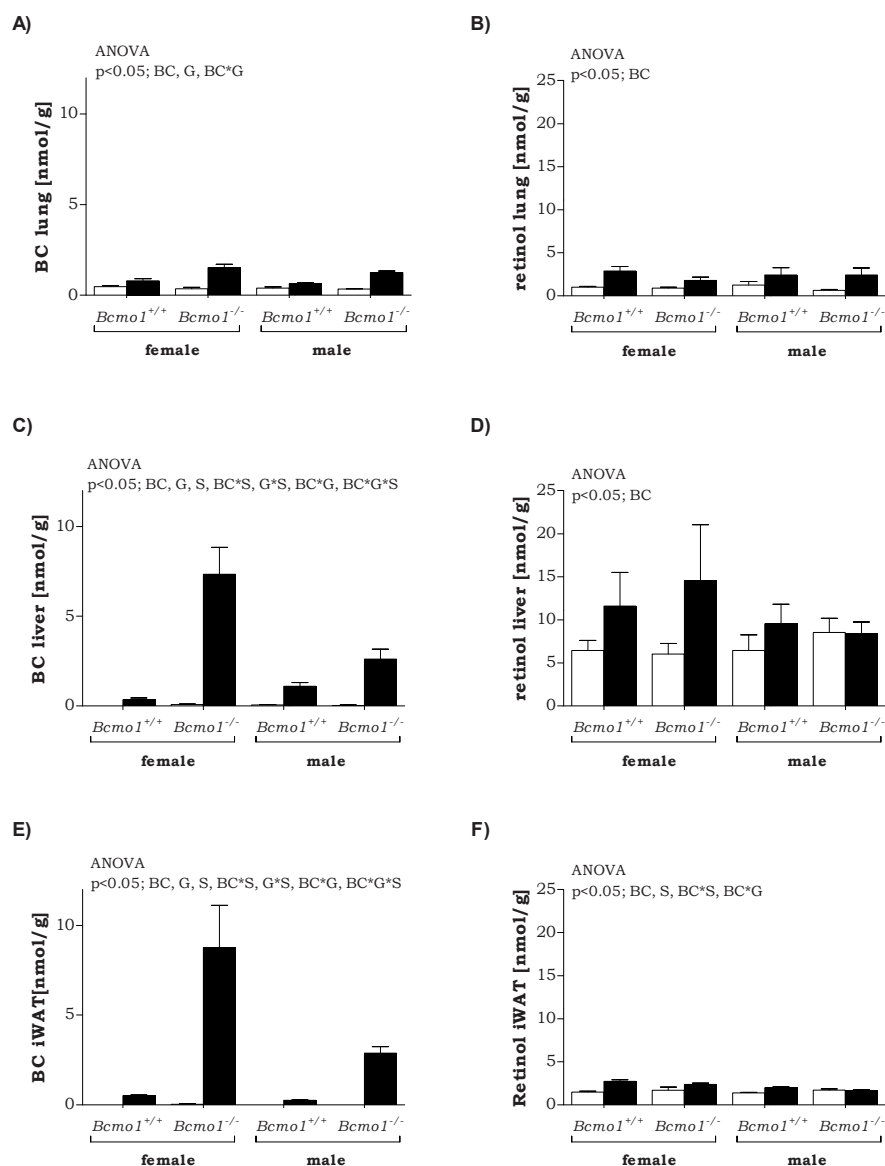 A)
ANOVA
p<0.05; BC, G, BC*G
BC lung [nmol/g]
10
5
0
Bcmo1+/+ Bcmo1-/- Bcmo1+/+ Bcmo1-/-
female male
B)
ANOVA
p<0.05; BC
retinol lung [nmol/g]
25
20
15
10
5
0
Bcmo1+/+ Bcmo1-/- Bcmo1+/+ Bcmo1-/-
female male
C)
ANOVA
p<0.05; BC, G, S, BC*S, G*S, BC*G, BC*G*S
BC liver [nmol/g]
10
5
0
Bcmo1+/+ Bcmo1-/- Bcmo1+/+ Bcmo1-/-
female male
D)
ANOVA
p<0.05; BC
retinol liver [nmol/g]
25
20
15
10
5
0
Bcmo1+/+ Bcmo1-/- Bcmo1+/+ Bcmo1-/-
female male
E)
ANOVA
p<0.05; BC, G, S, BC*S, G*S, BC*G, BC*G*S
BC iWAT[nmol/g]
10
5
0
Bcmo1+/+ Bcmo1-/- Bcmo1+/+ Bcmo1-/-
female male
F)
ANOVA
p<0.05; BC, S, BC*S, BC*G
Retinol iWAT [nmol/g]
25
20
15
10
5
0
Bcmo1+/+ Bcmo1-/- Bcmo1+/+ Bcmo1-/-
female male